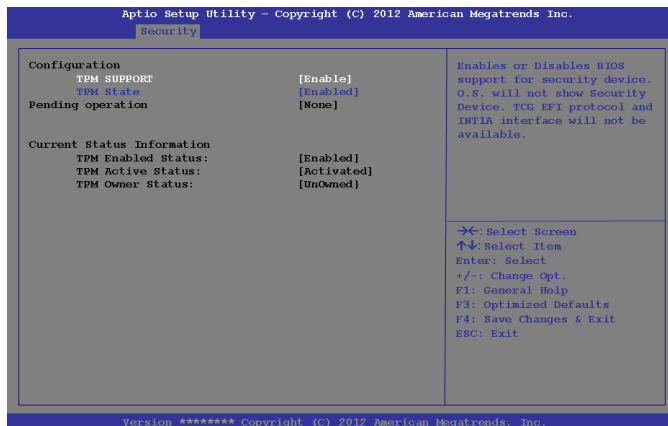 Aptio Setup Utility – Copyright (C) 2012 American Megatrends Inc.
Security
Configuration
TPM SUPPORT [Enable]
TPM State [Enabled]
Pending operation [None]
Current Status Information
TPM Enabled Status: [Enabled]
TPM Active Status: [Activated]
TPM Owner Status: [UnOwned}
Enables or Disables BIOS
support for security device.
O.S. will not show Security
Device. TCG EFI protocol and
INT1A interface will not be
available.
→←:Select Screen
↑↓:Select Item
Enter: Select
+/-: Change Opt.
F1: General Help
F3: Optimized Defaults
F4: Save Changes & Exit
ESC: Exit
Version ******** Copyright (C) 2012 American Megatrends, Inc.